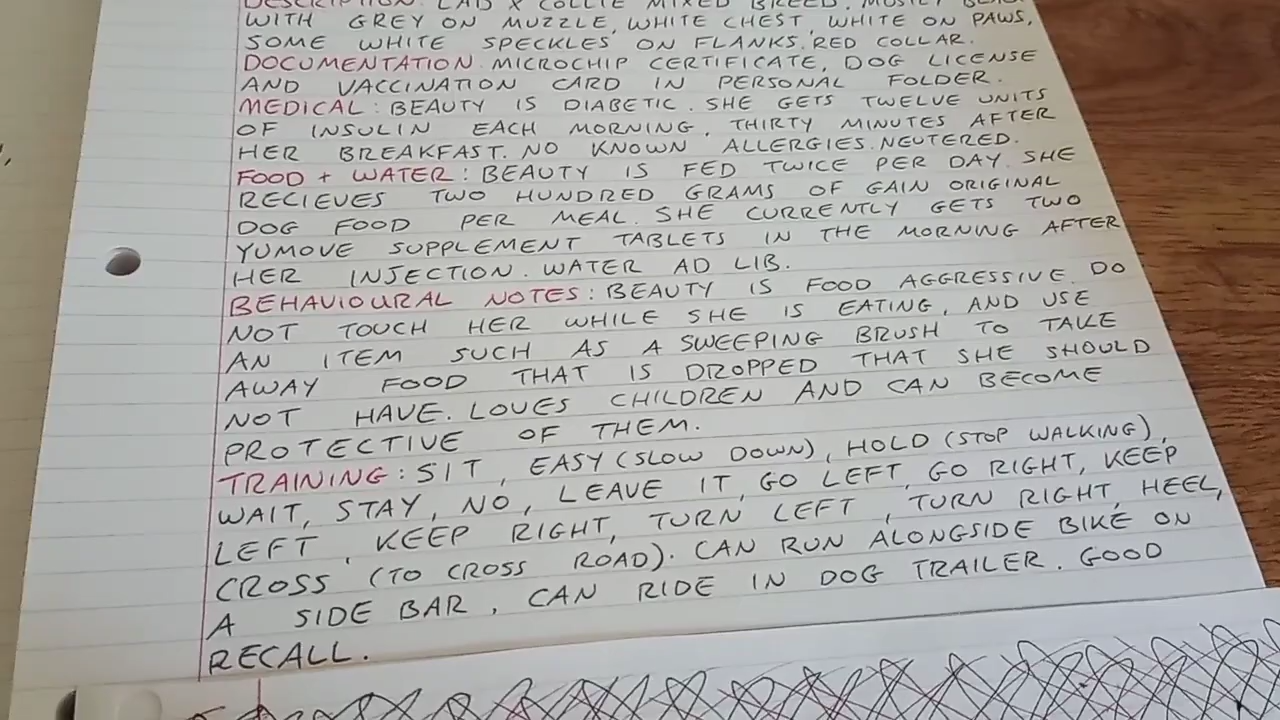 DESCRIPTION: LAB X COLLIE MIXED BREED. MOSTLY BLACK
WITH GREY ON MUZZLE, WHITE CHEST, WHITE ON PAWS,
SOME WHITE SPECKLES ON FLANKS. RED COLLAR.
DOCUMENTATION: MICROCHIP CERTIFICATE, DOG LICENSE
AND VACCINATION CARD IN PERSONAL FOLDER.
MEDICAL: BEAUTY IS DIABETIC. SHE GETS TWELVE UNITS
OF INSULIN EACH MORNING, THIRTY MINUTES AFTER
HER BREAKFAST. NO KNOWN ALLERGIES. NEUTERED.
FOOD + WATER: BEAUTY IS FED TWICE PER DAY. SHE
RECIEVES TWO HUNDRED GRAMS OF GAIN ORIGINAL
DOG FOOD PER MEAL. SHE CURRENTLY GETS TWO
YUMOVE SUPPLEMENT TABLETS IN THE MORNING AFTER
HER INJECTION. WATER AD LIB.
BEHAVIOURAL NOTES: BEAUTY IS FOOD AGGRESSIVE. DO
NOT TOUCH HER WHILE SHE IS EATING, AND USE
AN ITEM SUCH AS A SWEEPING BRUSH TO TAKE
AWAY FOOD THAT IS DROPPED THAT SHE SHOULD
NOT HAVE. LOVES CHILDREN AND CAN BECOME
PROTECTIVE OF THEM.
TRAINING: SIT, EASY (SLOW DOWN), HOLD (STOP WALKING),
WAIT, STAY, NO, LEAVE IT, GO LEFT, GO RIGHT, KEEP
LEFT, KEEP RIGHT, TURN LEFT, TURN RIGHT, HEEL,
CROSS (TO CROSS ROAD). CAN RUN ALONGSIDE BIKE ON
A SIDE BAR, CAN RIDE IN DOG TRAILER. GOOD
RECALL.